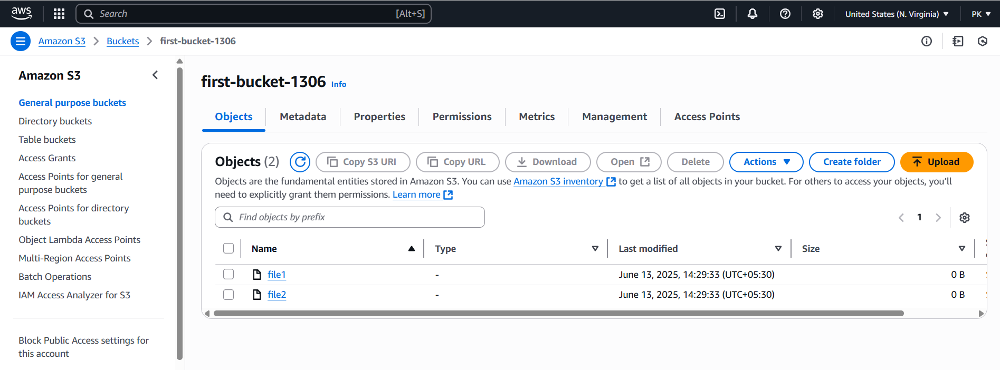 aws
Search [Alt+S]
United States (N. Virginia)
PK
Amazon S3 > Buckets > first-bucket-1306
Amazon S3
General purpose buckets
Directory buckets
Table buckets
Access Grants
Access Points for general
purpose buckets
Access Points for directory
buckets
Object Lambda Access Points
Multi-Region Access Points
Batch Operations
IAM Access Analyzer for S3
Block Public Access settings for
this account
first-bucket-1306 Info
Objects Metadata Properties Permissions Metrics Management Access Points
Objects (2) Copy S3 URI Copy URL Download Open Delete Actions Create folder Upload
Objects are the fundamental entities stored in Amazon S3. You can use Amazon S3 inventory to get a list of all objects in your bucket. For others to access your objects, you’ll
need to explicitly grant them permissions. Learn more
Find objects by prefix
1
Name Type Last modified Size
file1 - June 13, 2025, 14:29:33 (UTC+05:30) 0 B
file2 - June 13, 2025, 14:29:33 (UTC+05:30) 0 B